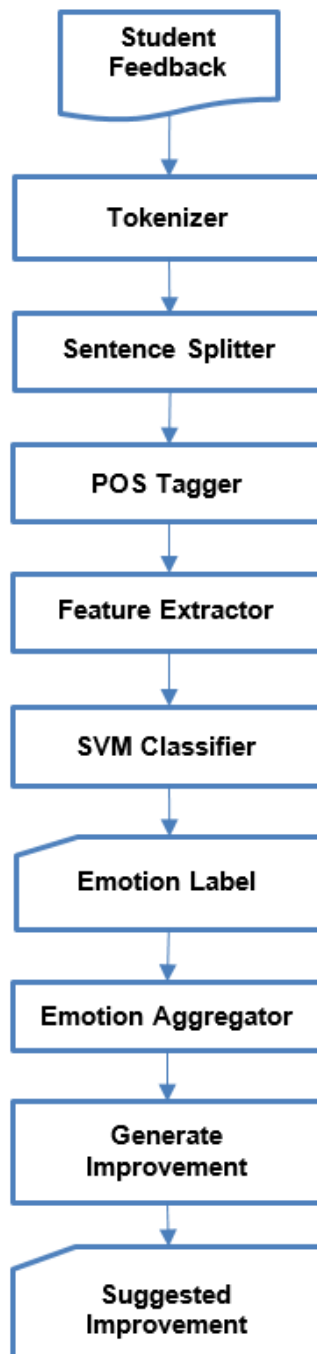 Student
Feedback
Tokenizer
Sentence Splitter
POS Tagger
Feature Extractor
SVM Classifier
Emotion Label
Emotion Aggregator
Generate
Improvement
Suggested
Improvement